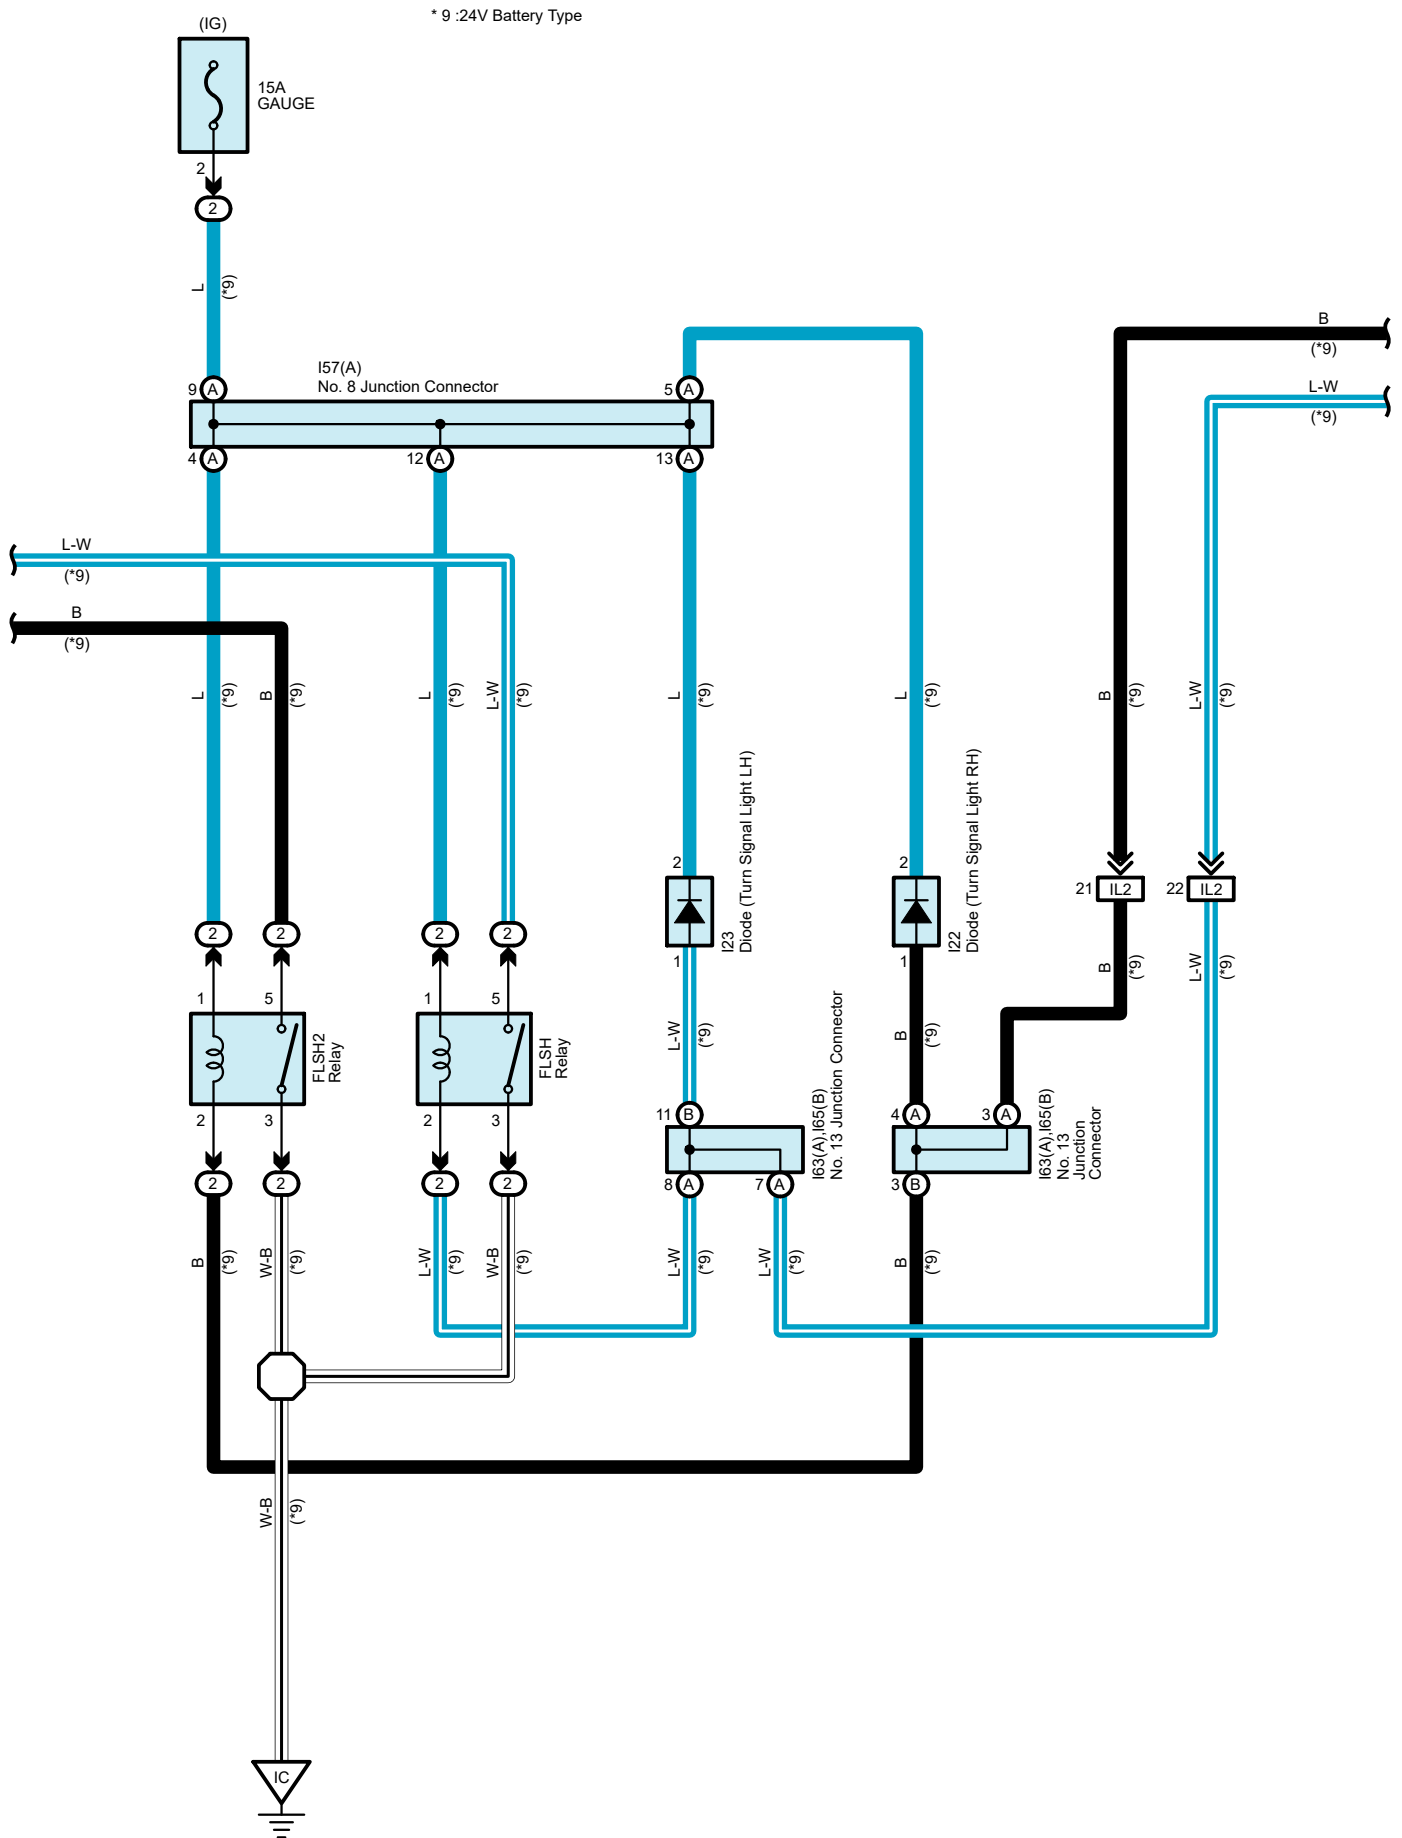 * 9 :24V Battery Type
(IG)
15A
GAUGE
2
2
L
(*9)
B
(*9)
I57(A)
No. 8 Junction Connector
9
A
5
A
L-W
(*9)
4
A
12
A
13
A
L-W
(*9)
B
(*9)
L
(*9)
B
(*9)
L
(*9)
L-W
(*9)
L
(*9)
L
(*9)
B
(*9)
L-W
(*9)
2
I23
Diode (Turn Signal Light LH)
1
2
I22
Diode (Turn Signal Light RH)
1
21
IL2
22
IL2
2
2
2
2
B
(*9)
L-W
(*9)
1
5
1
5
FLSH2
Relay
FLSH
Relay
L-W
(*9)
B
(*9)
2
3
2
3
11
B
I63(A),I65(B)
No. 13 Junction Connector
4
A
3
A
I63(A),I65(B)
No. 13
Junction
Connector
2
2
2
2
8
A
7
A
3
B
B
(*9)
W-B
(*9)
L-W
(*9)
W-B
(*9)
L-W
(*9)
L-W
(*9)
B
(*9)
W-B
(*9)
IC